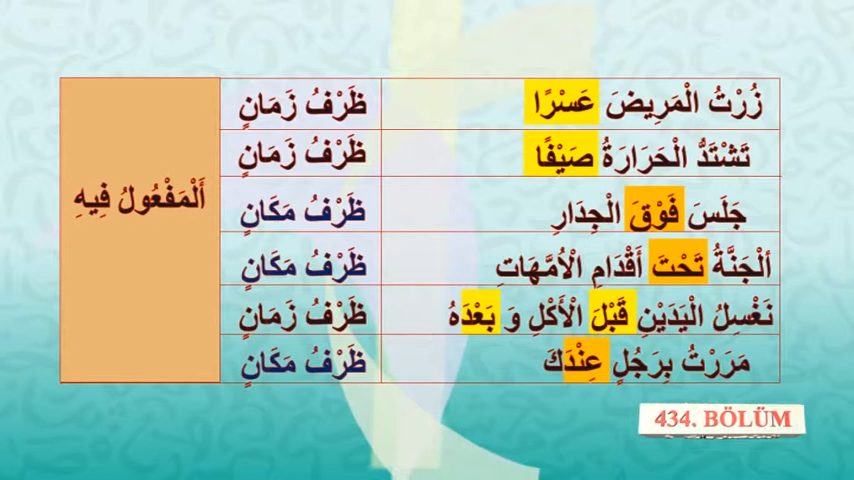 زُرْتُ الْمَرِيضَ عَسْرًا ظَرْفُ زَمَانٍ
تَشْتَدُّ الْحَرَارَةُ صَيْفًا ظَرْفُ زَمَانٍ
جَلَسَ فَوْقَ الْجِدَارِ ظَرْفُ مَكَانٍ
اَلْمَفْعُولُ فِيهِ
اَلْجَنَّةُ تَحْتَ أَقْدَامِ الْاُمَّهَاتِ ظَرْفُ مَكَانٍ
نَغْسِلُ الْيَدَيْنِ قَبْلَ الْأَكْلِ وَ بَعْدَهُ ظَرْفُ زَمَانٍ
مَرَرْتُ بِرَجُلٍ عِنْدَكَ ظَرْفُ مَكَانٍ
434. BÖLÜM